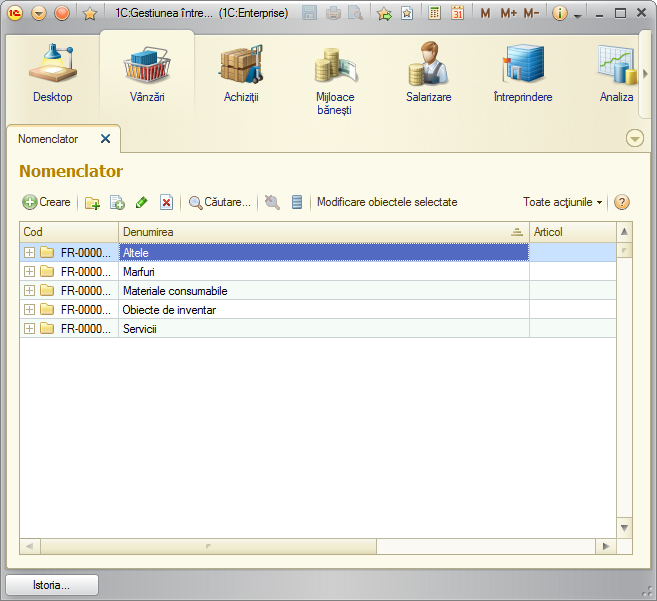 1C:Gestiunea între... (1C:Enterprise)
31
M M+ M-
Desktop
Vânzări
Achiziții
Mijloace
bănești
Salarizare
Întreprindere
Analiza
Nomenclator
Nomenclator
Creare
Căutare...
Modificare obiectele selectate
Toate acțiunile
?
Cod Denumirea Articol
FR-0000... Altele
FR-0000... Marfuri
FR-0000... Materiale consumabile
FR-0000... Obiecte de inventar
FR-0000... Servicii
Istoria...